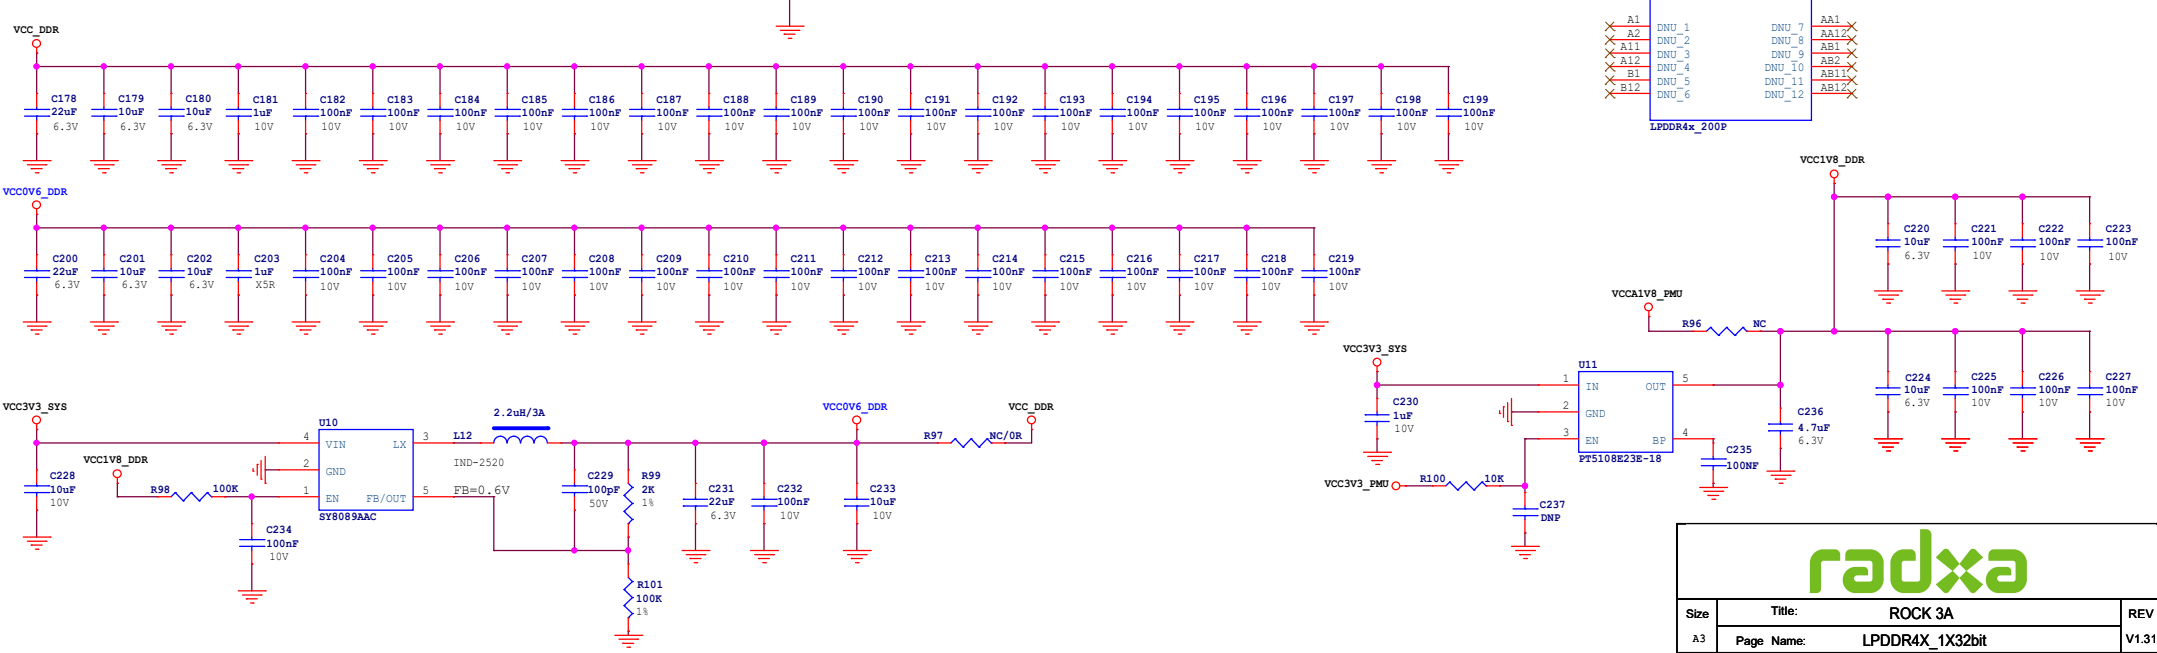 VCC_DDR
C178 C179 C180 C181 C182 C183 C184 C185 C186 C187 C188 C189 C190 C191 C192 C193 C194 C195 C196 C197 C198 C199
22uF 10uF 10uF 1uF 100nF 100nF 100nF 100nF 100nF 100nF 100nF 100nF 100nF 100nF 100nF 100nF 100nF 100nF 100nF 100nF 100nF 100nF
6.3V 6.3V 6.3V 10V 10V 10V 10V 10V 10V 10V 10V 10V 10V 10V 10V 10V 10V 10V 10V 10V 10V 10V
A1 DNU_1 DNU_7 AA1
A2 DNU_2 DNU_8 AA12
A11 DNU_3 DNU_9 AB1
A12 DNU_4 DNU_10 AB2
B1 DNU_5 DNU_11 AB11
B12 DNU_6 DNU_12 AB12
LPDDR4x_200P
VCC0V6_DDR
C200 C201 C202 C203 C204 C205 C206 C207 C208 C209 C210 C211 C212 C213 C214 C215 C216 C217 C218 C219
22uF 10uF 10uF 1uF 100nF 100nF 100nF 100nF 100nF 100nF 100nF 100nF 100nF 100nF 100nF 100nF 100nF 100nF 100nF 100nF
6.3V 6.3V 6.3V X5R 10V 10V 10V 10V 10V 10V 10V 10V 10V 10V 10V 10V 10V 10V 10V 10V
VCC1V8_DDR
C220 C221 C222 C223
10uF 100nF 100nF 100nF
6.3V 10V 10V 10V
VCCA1V8_PMU
R96 NC
C224 C225 C226 C227
10uF 100nF 100nF 100nF
6.3V 10V 10V 10V
VCC3V3_SYS
U10
4 VIN LX 3
2 GND
1 EN FB/OUT 5
SY8089AAC
C228
10uF
10V
VCC1V8_DDR
R98 100K
C234
100nF
10V
2.2uH/3A
L12
IND-2520
FB=0.6V
C229
100pF
50V
R99
2K
1%
R101
100K
1%
C231
22uF
6.3V
C232
100nF
10V
VCC0V6_DDR
C233
10uF
10V
R97 NC/0R
VCC_DDR
VCC3V3_SYS
C230
1uF
10V
U11
1 IN OUT 5
2 GND
3 EN BP 4
PT5108E23E-18
VCC3V3_PMU
R100 10K
C237
DNP
C235
100NF
C236
4.7uF
6.3V
radxa
Size Title: ROCK 3A REV
A3 Page Name: LPDDR4X_1X32bit V1.31